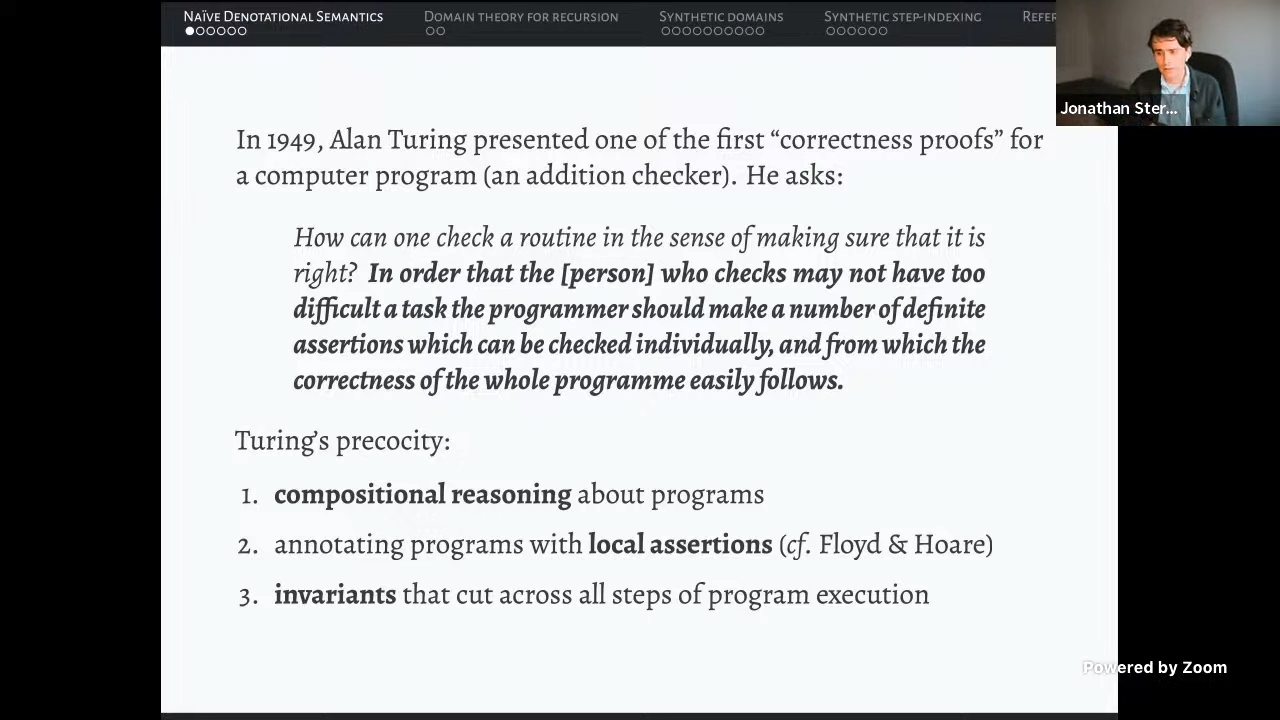 Naïve Denotational Semantics Domain theory for recursion Synthetic domains Synthetic step-indexing Refer
In 1949, Alan Turing presented one of the first “correctness proofs” for
a computer program (an addition checker). He asks:
How can one check a routine in the sense of making sure that it is
right? In order that the [person] who checks may not have too
difficult a task the programmer should make a number of definite
assertions which can be checked individually, and from which the
correctness of the whole programme easily follows.
Turing’s precocity:
1. compositional reasoning about programs
2. annotating programs with local assertions (cf. Floyd & Hoare)
3. invariants that cut across all steps of program execution
Jonathan Ster...
Powered by Zoom